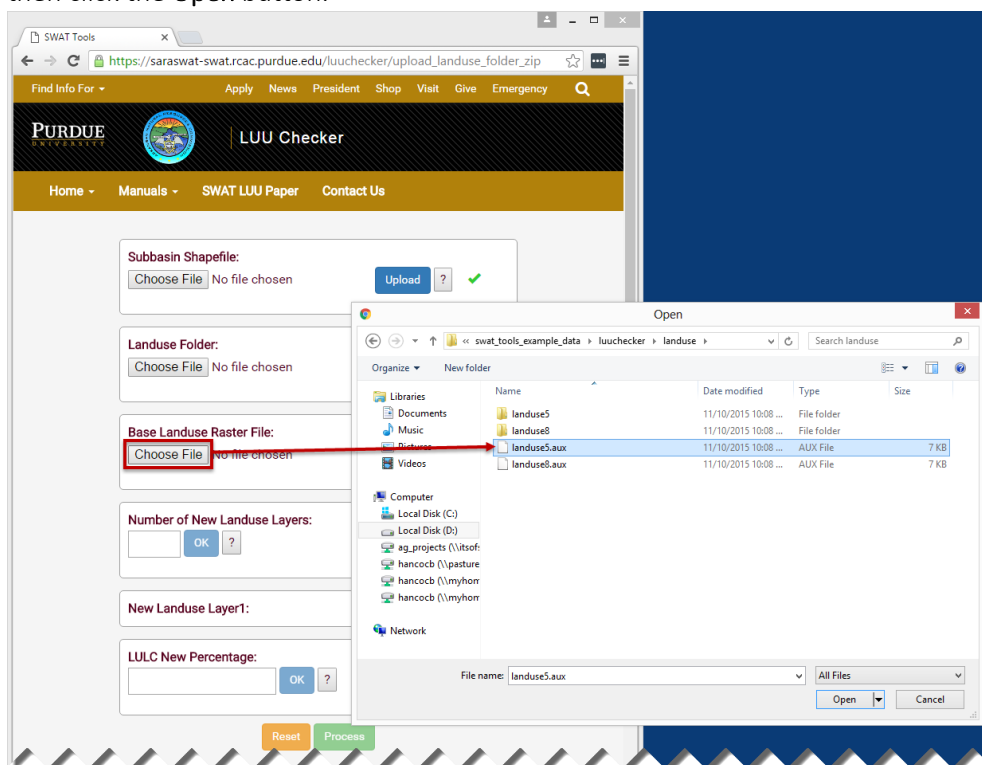 then click the Open button.
SWAT Tools
https://saraswat-swat.rcac.purdue.edu/luuchecker/upload_landuse_folder_zip
Find Info For Apply News President Shop Visit Give Emergency
PURDUE
UNIVERSITY
LUU Checker
Home Manuals SWAT LUU Paper Contact Us
Subbasin Shapefile:
Choose File No file chosen Upload ?
Landuse Folder:
Choose File No file chosen
Base Landuse Raster File:
Choose File No file chosen
Number of New Landuse Layers:
OK ?
New Landuse Layer1:
LULC New Percentage:
OK ?
Reset Process
Open
« swat_tools_example_data luuchecker landuse Search landuse
Organize New folder
Name Date modified Type Size
Libraries
Documents
Music
Pictures
Videos
landuse5 11/10/2015 10:08 ... File folder
landuse8 11/10/2015 10:08 ... File folder
landuse5.aux 11/10/2015 10:08 ... AUX File 7 KB
landuse8.aux 11/10/2015 10:08 ... AUX File 7 KB
Computer
Local Disk (C:)
Local Disk (D:)
ag_projects (\\itsof:
hancocb (\\pasture
hancocb (\\myhom
hancocb (\\myhom
Network
File name: landuse5.aux All Files
Open Cancel